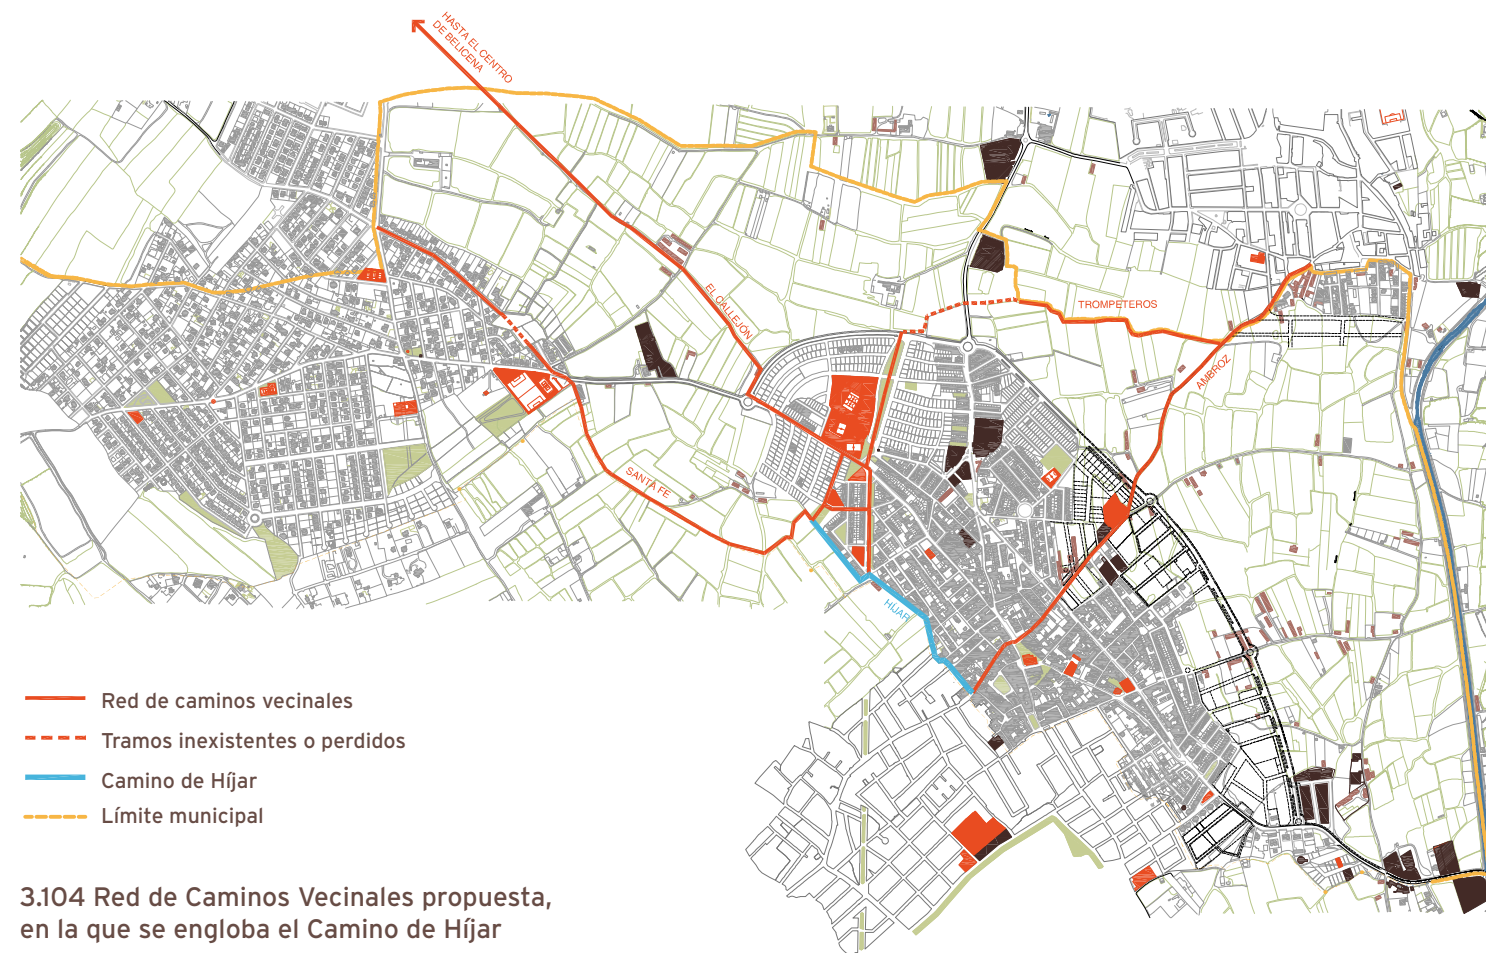 HASTA EL CENTRO
DE BELICENA
TROMPETEROS
EL CALLEJÓN
AMBROZ
SANTA FE
HÍJAR
Red de caminos vecinales
Tramos inexistentes o perdidos
Camino de Híjar
Límite municipal
3.104 Red de Caminos Vecinales propuesta,
en la que se engloba el Camino de Híjar